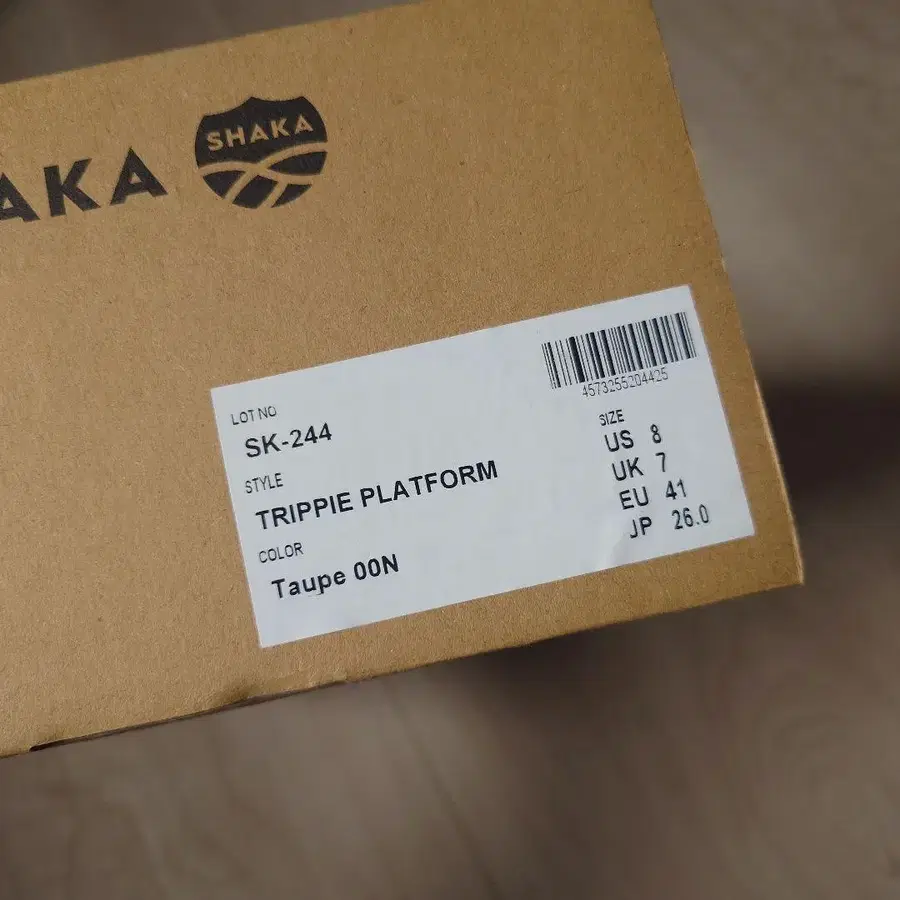 AKA
SHAKA
4573255204425
LOT NO
SK-244
STYLE
TRIPPIE PLATFORM
COLOR
Taupe 00N
SIZE
US 8
UK 7
EU 41
JP 26.0